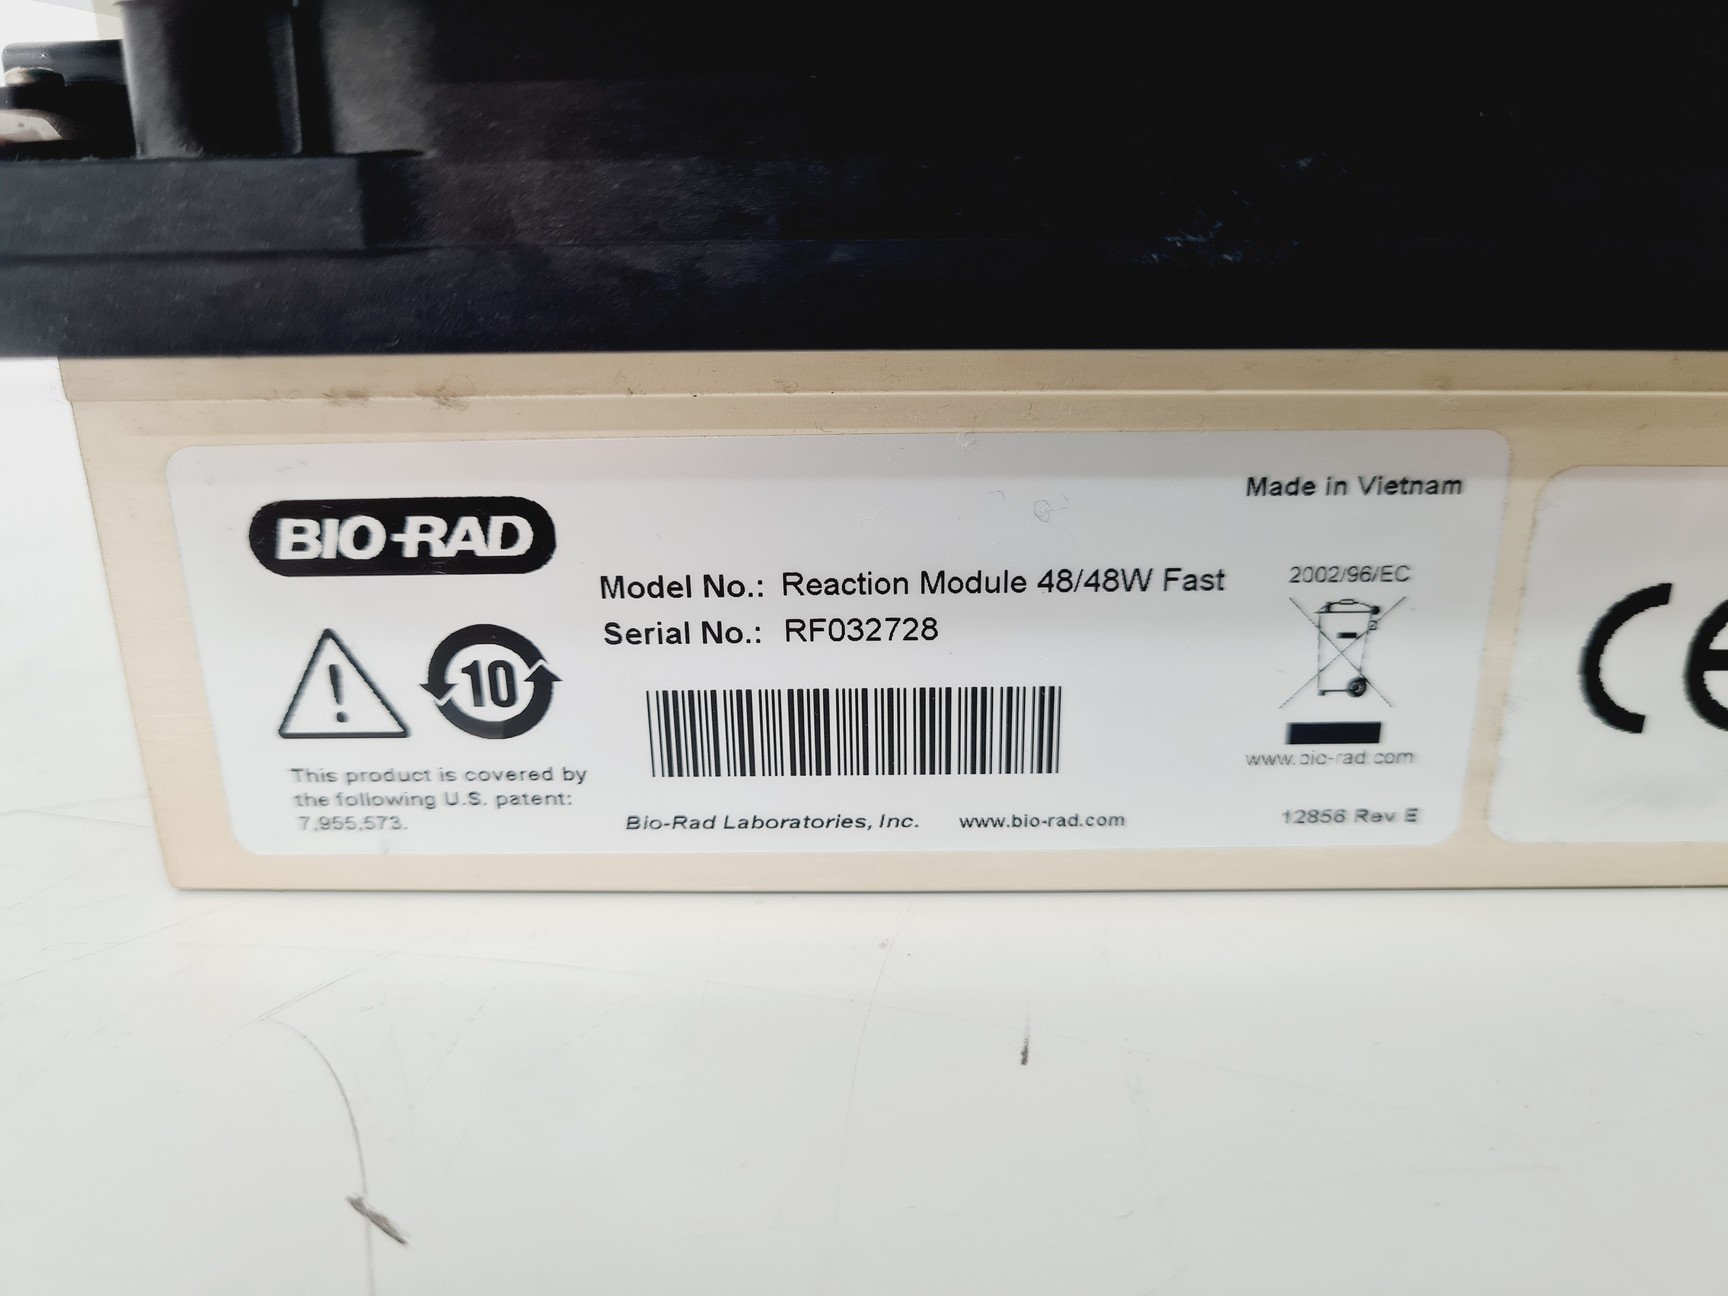 Made in Vietnam
BIO-RAD
Model No.: Reaction Module 48/48W Fast
2002/96/EC
Serial No.: RF032728
10
This product is covered by
the following U.S. patent:
7,955,573.
www.bio-rad.com
Bio-Rad Laboratories, Inc. www.bio-rad.com
12856 Rev E
CE